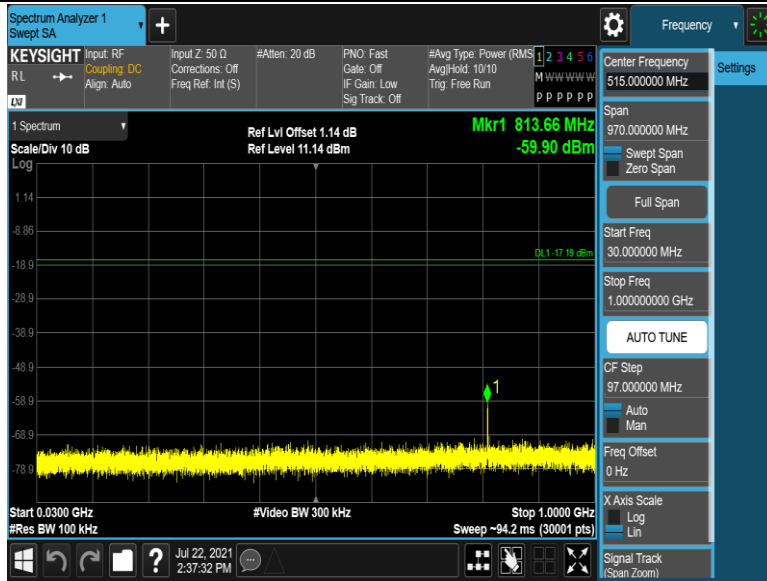 Spectrum Analyzer 1
Swept SA
Frequency
KEYSIGHT
RL
LXI
Input: RF
Coupling: DC
Align: Auto
Input Z: 50 Ω
Corrections: Off
Freq Ref: Int (S)
#Atten: 20 dB
PNO: Fast
Gate: Off
IF Gain: Low
Sig Track: Off
#Avg Type: Power (RMS
Avg|Hold: 10/10
Trig: Free Run
1 2 3 4 5 6
M W W W W W
P P P P P P
1 Spectrum
Scale/Div 10 dB
Log
Ref Lvl Offset 1.14 dB
Ref Level 11.14 dBm
Mkr1 813.66 MHz
-59.90 dBm
1.14
-8.86
-18.9
-28.9
-38.9
-48.9
-58.9
-68.9
-78.9
DL1 -17.19 dBm
1
Start 0.0300 GHz
#Res BW 100 kHz
#Video BW 300 kHz
Stop 1.0000 GHz
Sweep ~94.2 ms (30001 pts)
Jul 22, 2021
2:37:32 PM
Center Frequency
515.000000 MHz
Span
970.000000 MHz
Swept Span
Zero Span
Full Span
Start Freq
30.000000 MHz
Stop Freq
1.000000000 GHz
AUTO TUNE
CF Step
97.000000 MHz
Auto
Man
Freq Offset
0 Hz
X Axis Scale
Log
Lin
Signal Track
(Span Zoom)
Settings